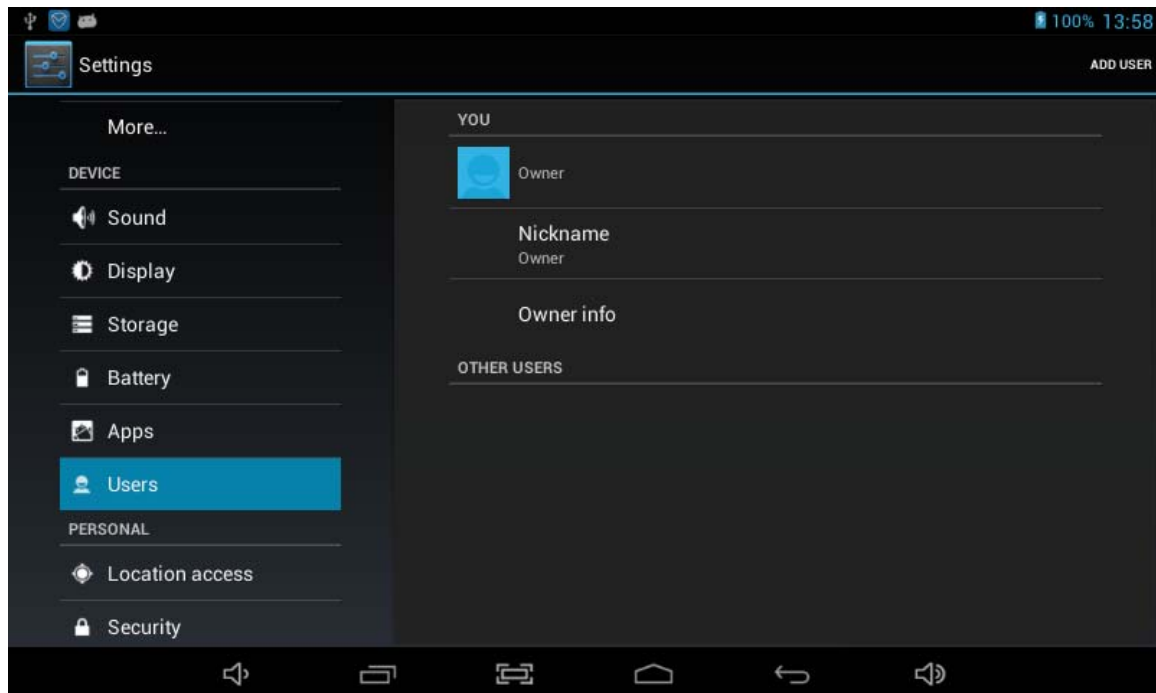 100% 13:58
Settings
ADD USER
More...
DEVICE
Sound
Display
Storage
Battery
Apps
Users
PERSONAL
Location access
Security
YOU
Owner
Nickname
Owner
Owner info
OTHER USERS